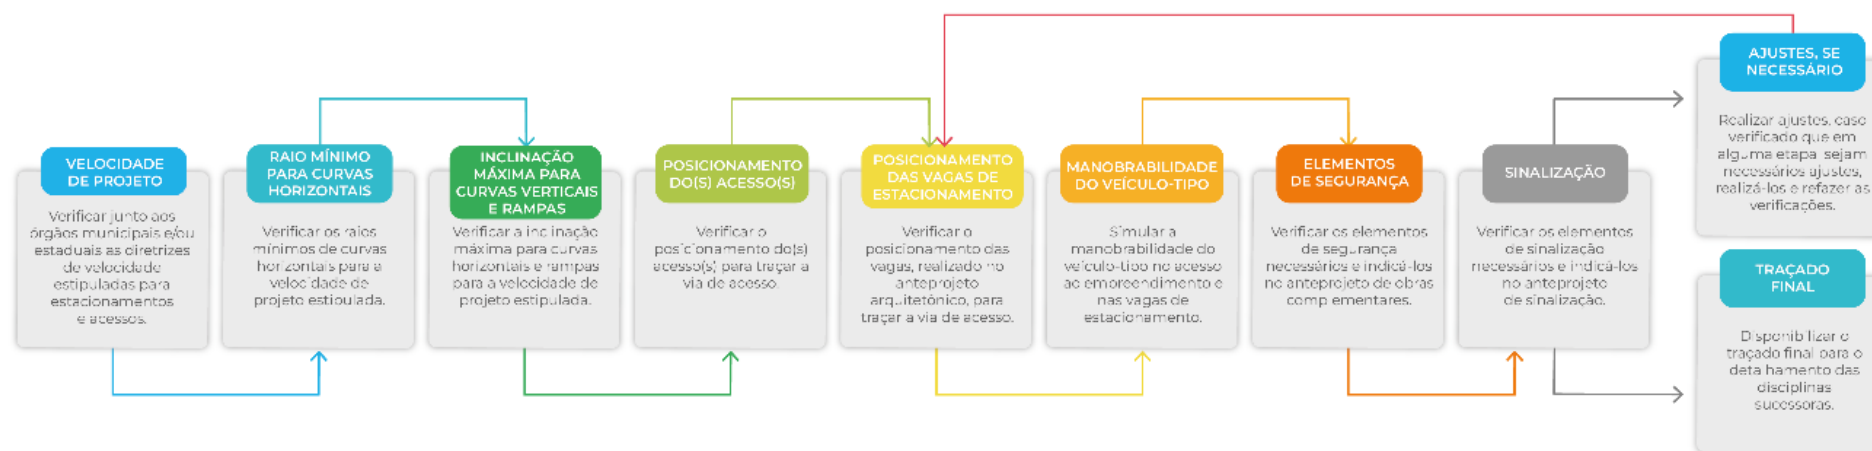 VELOCIDADE
DE PROJETO
Verificar junto aos
órgãos municipais e/ou
estaduais as diretrizes
de velocidade
estipuladas para
estacionamentos
e acessos.
RAIO MÍNIMO
PARA CURVAS
HORIZONTAIS
Verificar os raios
mínimos de curvas
horizontais para a
velocidade de
projeto estipulada.
INCLINAÇÃO
MÁXIMA PARA
CURVAS VERTICAIS
E RAMPAS
Verificar a inclinação
máxima para curvas
horizontais e rampas
para a velocidade de
projeto estipulada.
POSICIONAMENTO
DO(S) ACESSO(S)
Verificar o
posicionamento do(s)
acesso(s) para traçar a
via de acesso.
POSICIONAMENTO
DAS VAGAS DE
ESTACIONAMENTO
Verificar o
posicionamento das
vagas, realizado no
anteprojeto
arquitetônico, para
traçar a via de acesso.
MANOBRABILIDADE
DO VEÍCULO-TIPO
Simular a
manobrabilidade do
veículo-tipo no acesso
ao empreendimento e
nas vagas de
estacionamento.
ELEMENTOS
DE SEGURANÇA
Verificar os elementos
de segurança
necessários e indicá-los
no anteprojeto de obras
complementares.
SINALIZAÇÃO
Verificar os elementos
de sinalização
necessários e indicá-los
no anteprojeto
de sinalização.
AJUSTES, SE
NECESSÁRIO
Realizar ajustes, caso
verificado que em
alguma etapa sejam
necessários ajustes,
realizá-los e refazer as
verificações.
TRAÇADO
FINAL
Disponibilizar o
traçado final para o
detalhamento das
disciplinas
sucessoras.